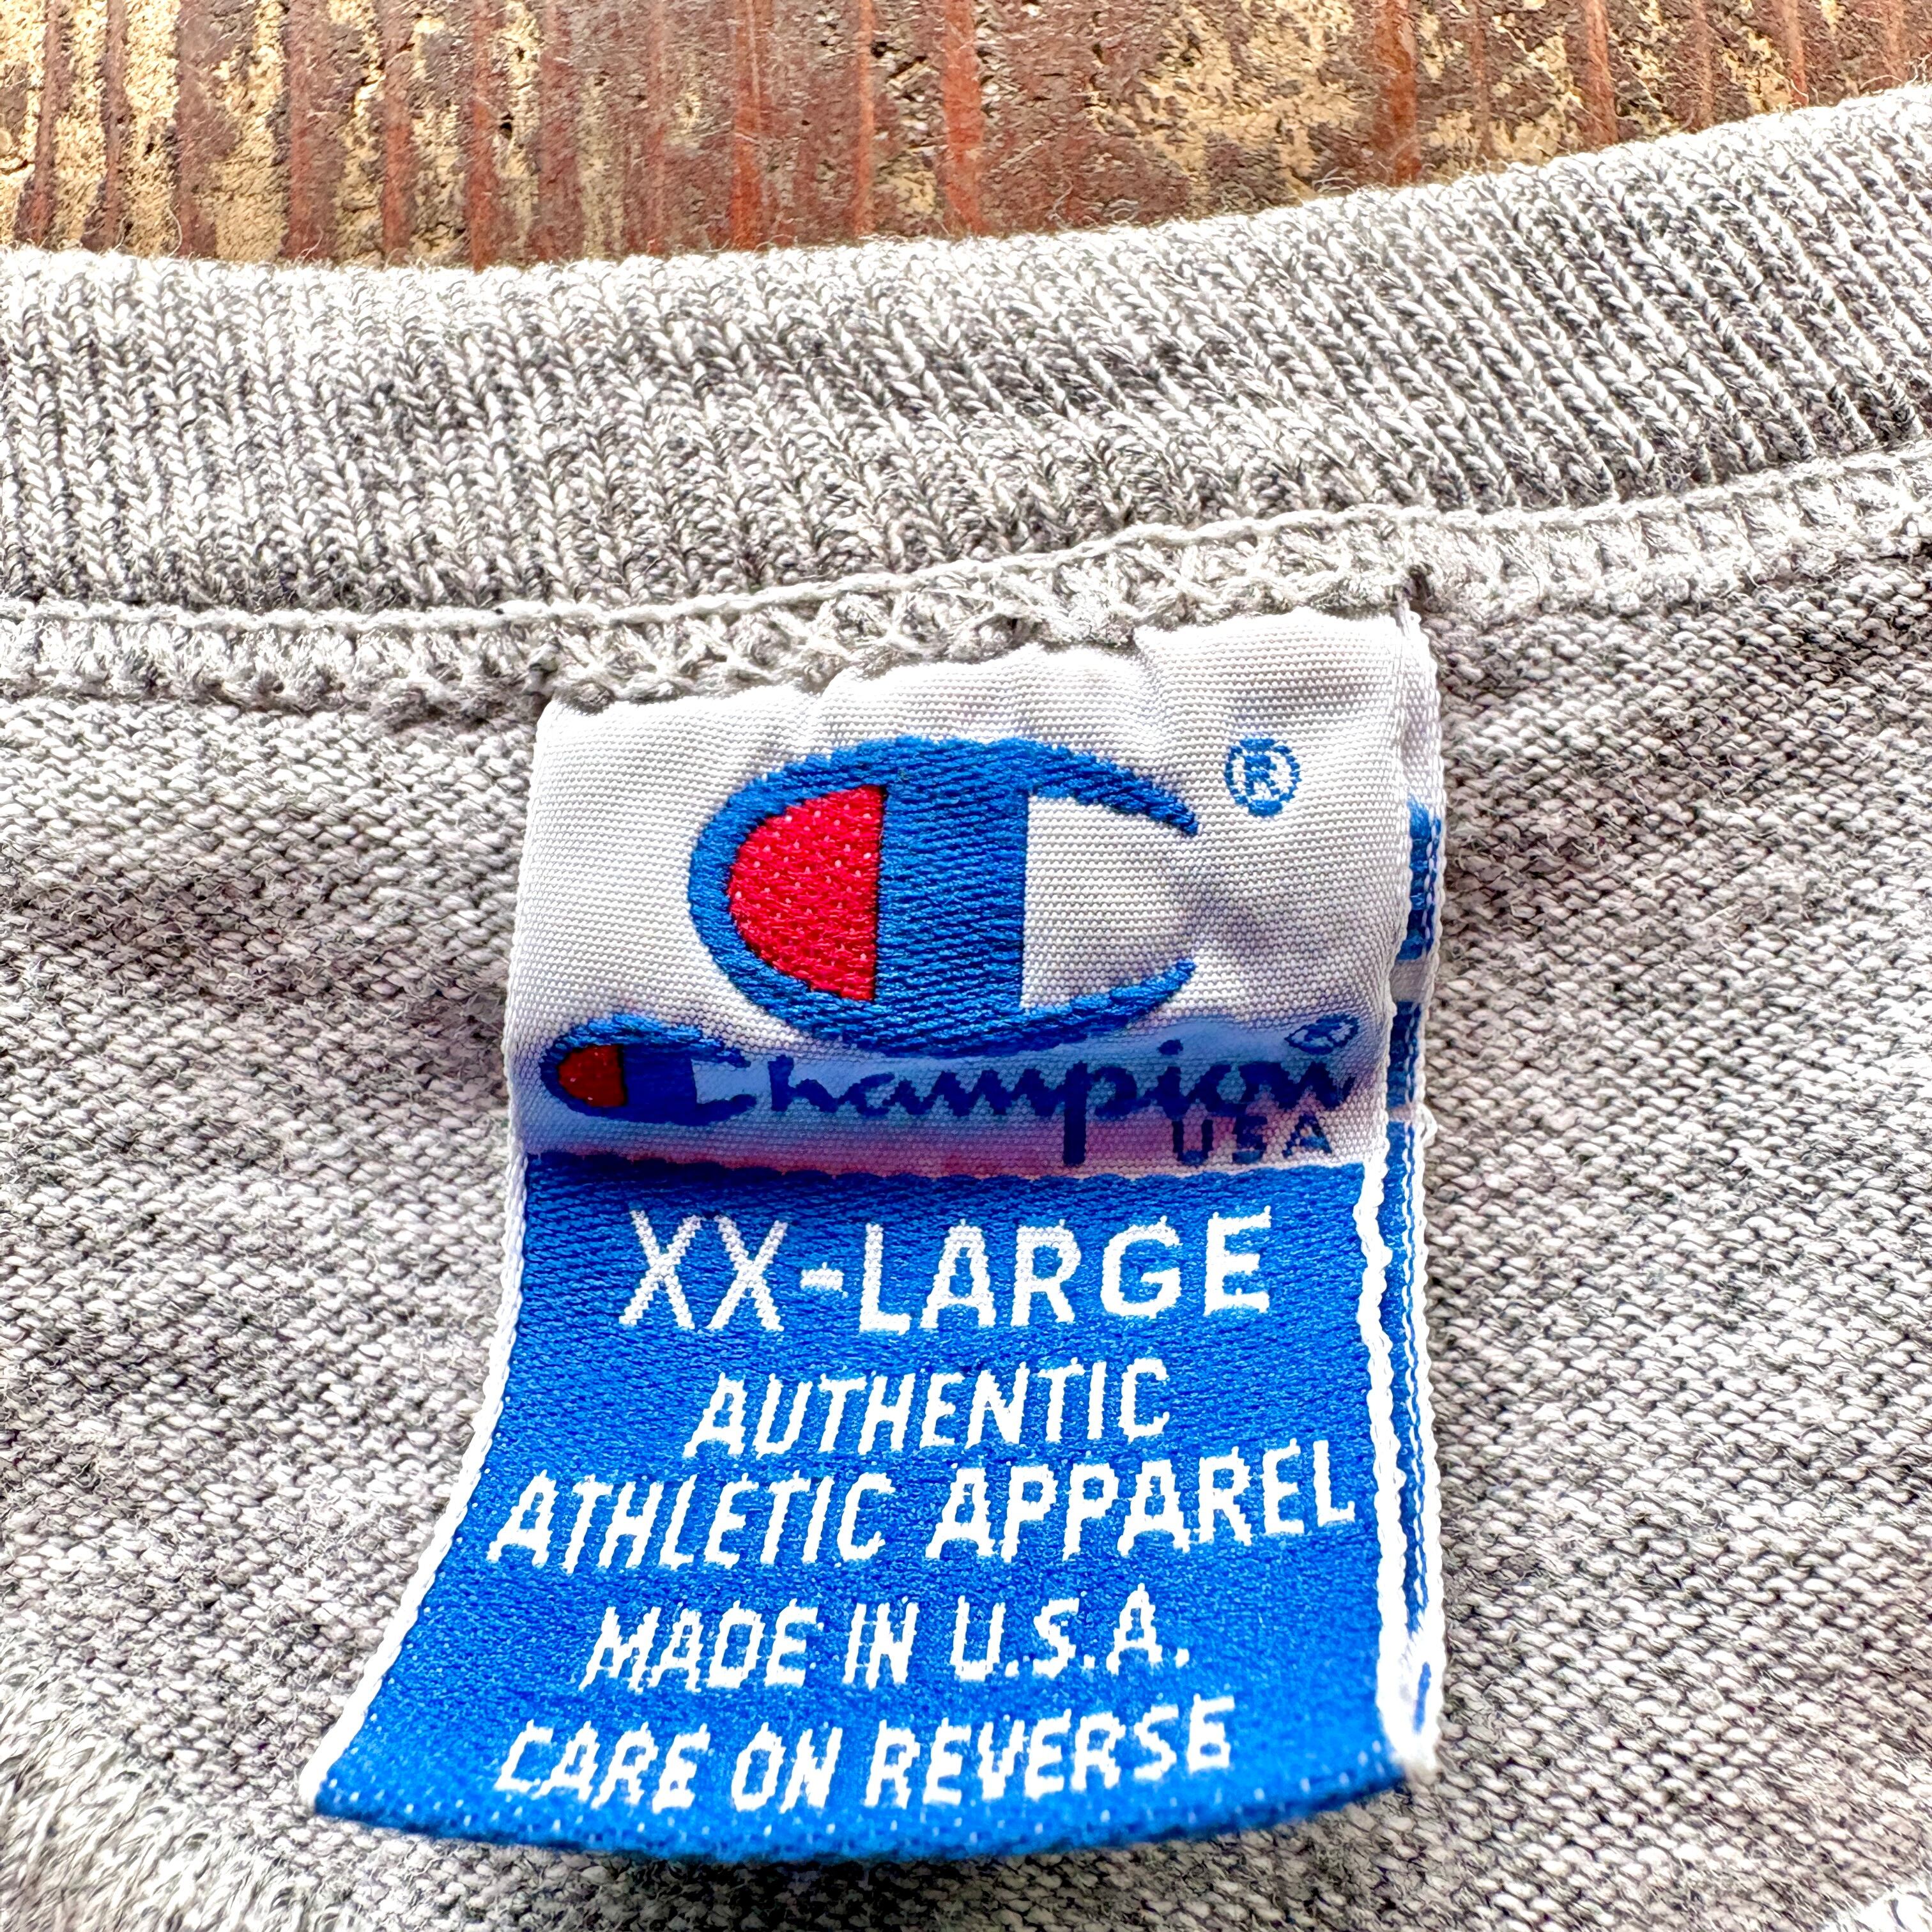 ®
Champion®
USA
XX-LARGE
AUTHENTIC
ATHLETIC APPAREL
MADE IN U.S.A.
CARE ON REVERSE